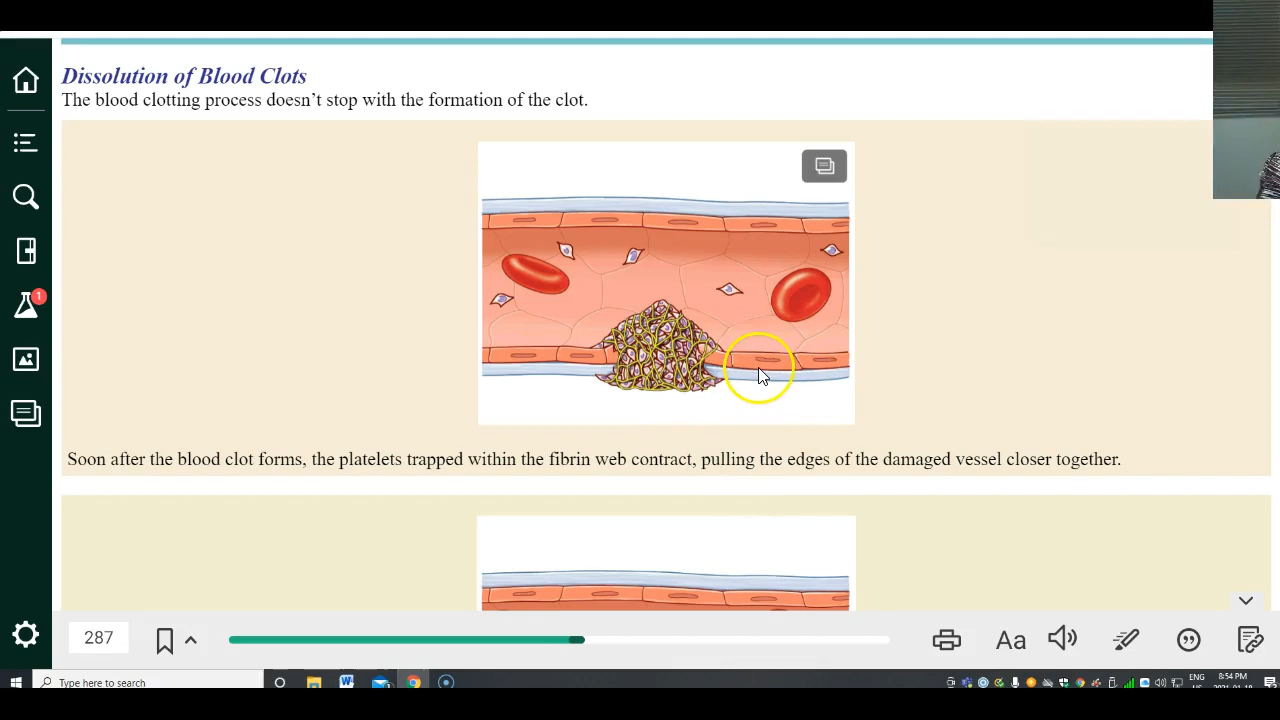 Dissolution of Blood Clots
The blood clotting process doesn't stop with the formation of the clot.
Soon after the blood clot forms, the platelets trapped within the fibrin web contract, pulling the edges of the damaged vessel closer together.
1
287
Aa
Type here to search
ENG
8:54 PM